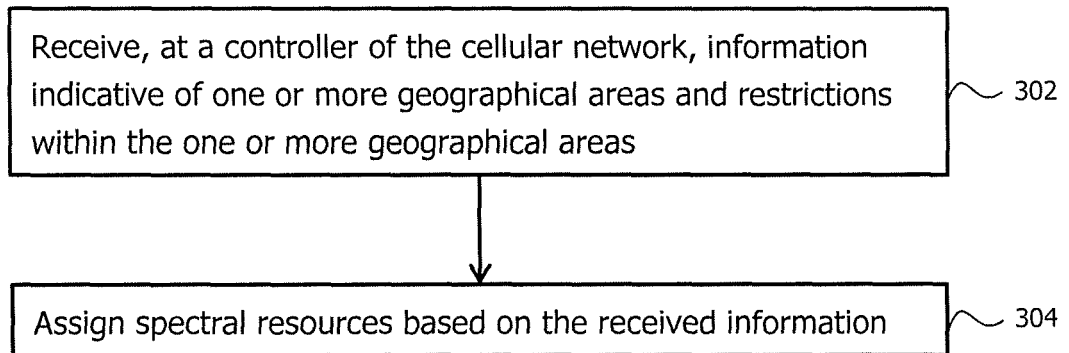 Receive, at a controller of the cellular network, information
indicative of one or more geographical areas and restrictions
within the one or more geographical areas
302
Assign spectral resources based on the received information
304